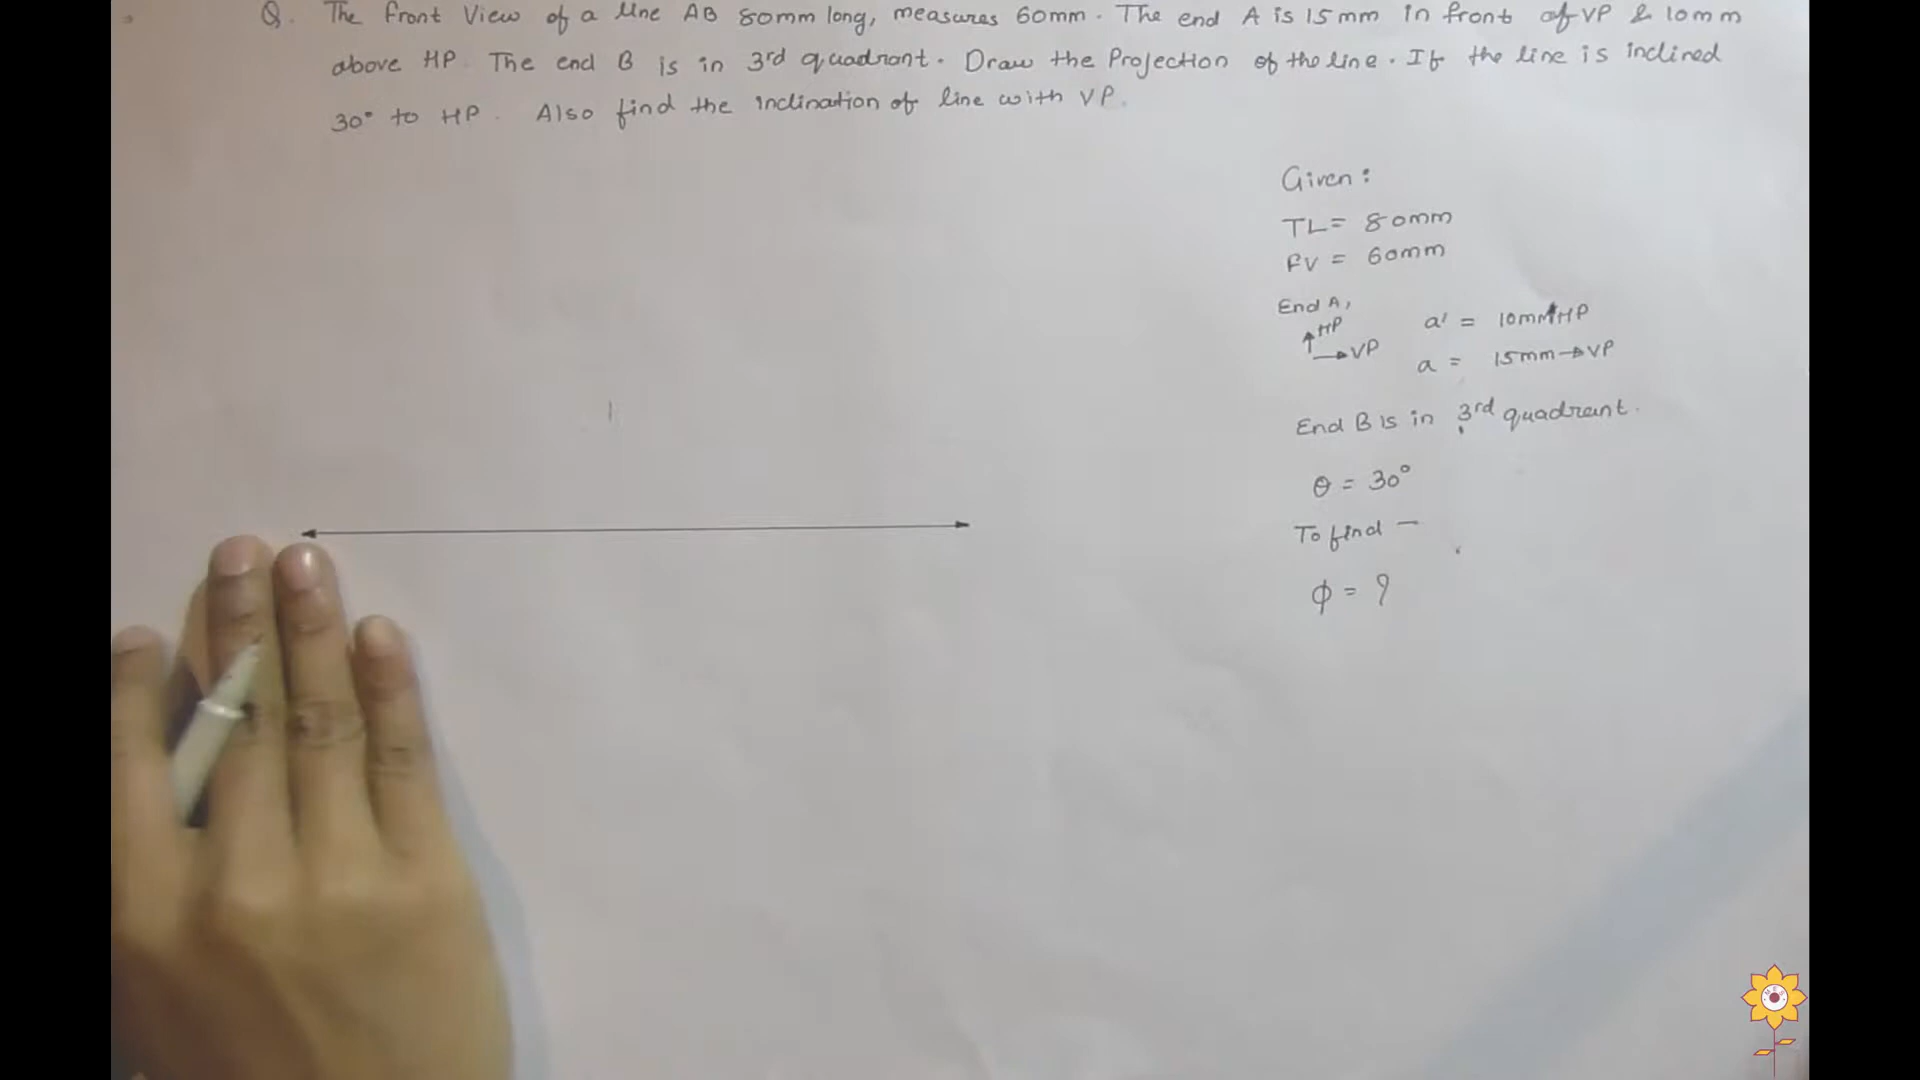 Q. The front View of a line AB 80mm long, measures 60mm. The end A is 15 mm in front of VP & 10mm
above HP. The end B is in 3rd quadrant. Draw the Projection of the line. If the line is inclined
30° to HP. Also find the inclination of line with VP.
Given:
TL= 80mm
FV = 60mm
End A,
↑HP
→VP
a' = 10mm↑HP
a = 15mm→VP
End B is in 3rd quadrant.
θ = 30°
To find —
ϕ = ?